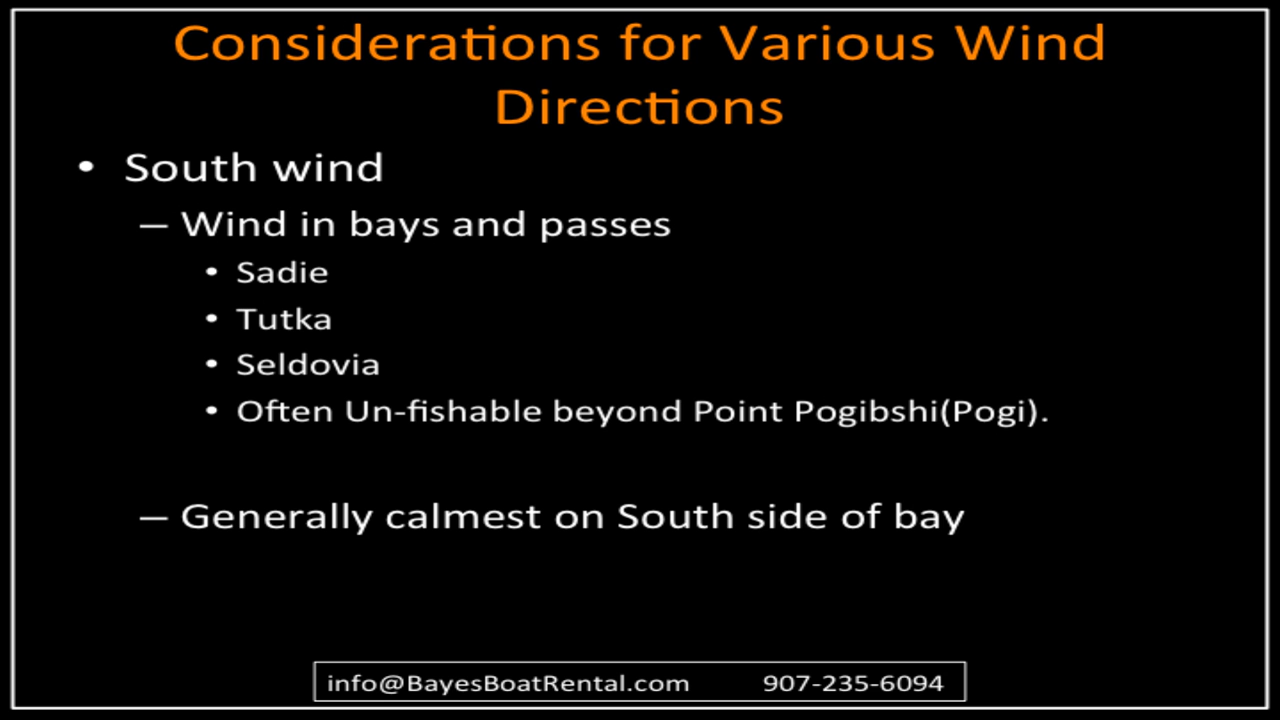 Considerations for Various Wind
Directions
• South wind
– Wind in bays and passes
• Sadie
• Tutka
• Seldovia
• Often Un-fishable beyond Point Pogibshi(Pogi).
– Generally calmest on South side of bay
info@BayesBoatRental.com 907-235-6094